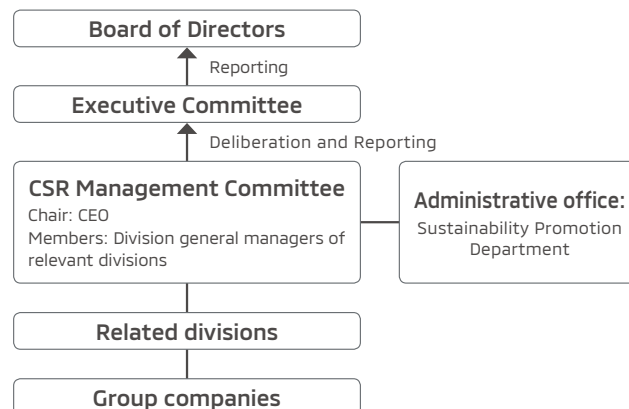 Board of Directors
Reporting
Executive Committee
Deliberation and Reporting
CSR Management Committee
Chair: CEO
Members: Division general managers of
relevant divisions
Administrative office:
Sustainability Promotion
Department
Related divisions
Group companies